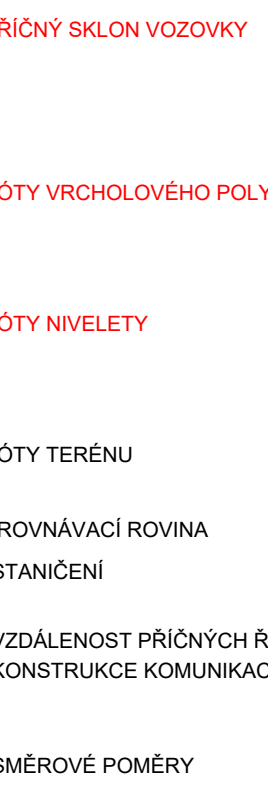 ŘÍČNÝ SKLON VOZOVKY
ÓTY VRCHOLOVÉHO POLY
ÓTY NIVELETY
ÓTY TERÉNU
ROVNÁVACÍ ROVINA
STANIČENÍ
VZDÁLENOST PŘÍČNÝCH Ř
KONSTRUKCE KOMUNIKAC
SMĚROVÉ POMĚRY